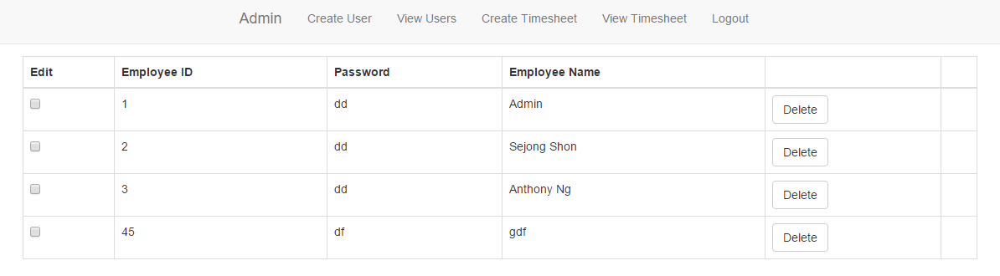 Admin Create User View Users Create Timesheet View Timesheet Logout
Edit Employee ID Password Employee Name
1 dd Admin Delete
2 dd Sejong Shon Delete
3 dd Anthony Ng Delete
45 df gdf Delete